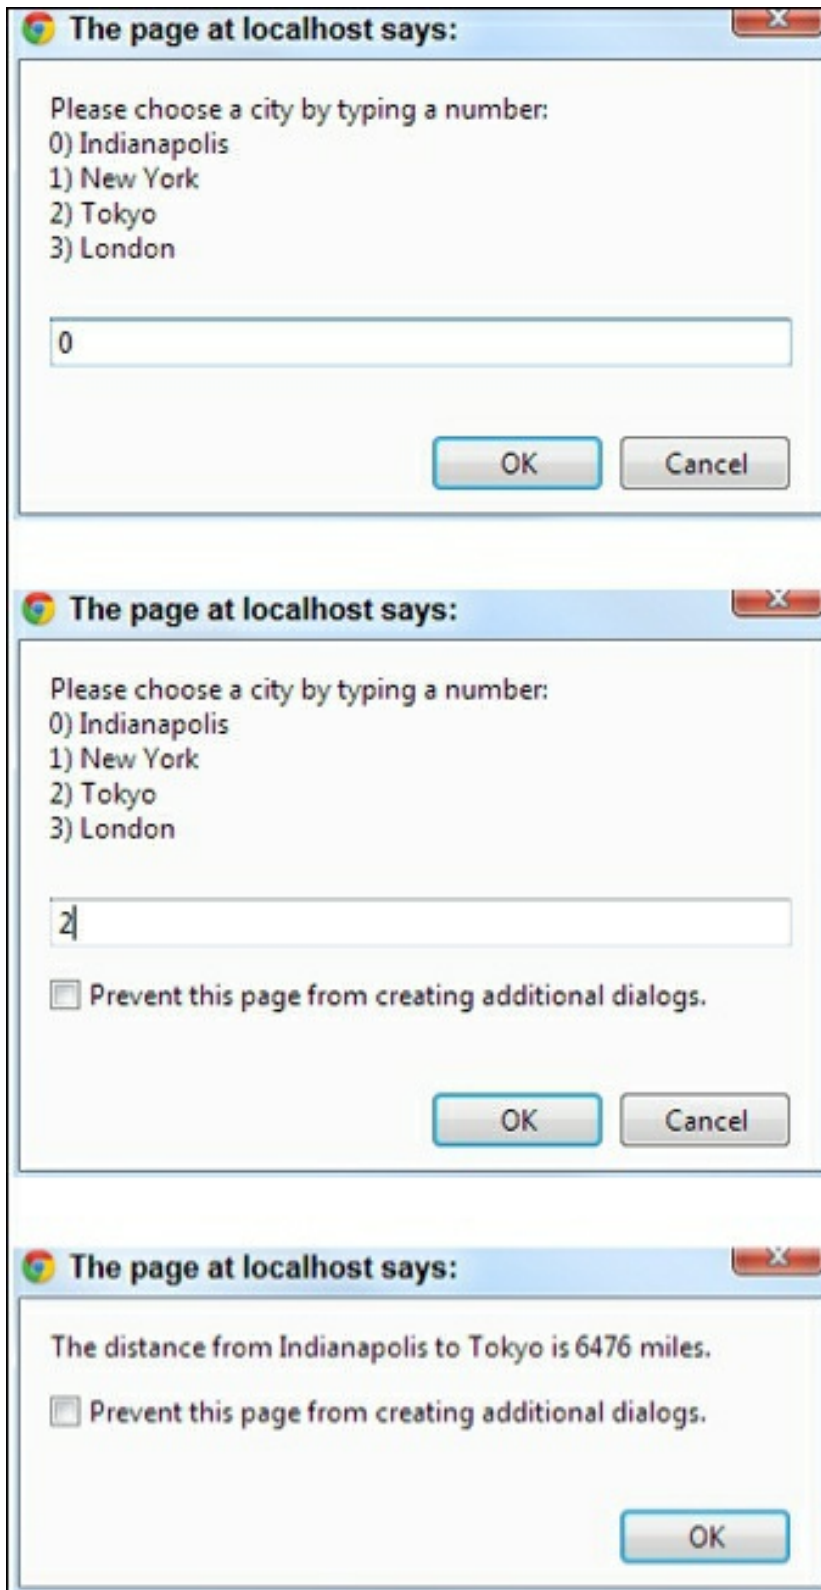 The page at localhost says:
Please choose a city by typing a number:
0) Indianapolis
1) New York
2) Tokyo
3) London
0
OK
Cancel
The page at localhost says:
Please choose a city by typing a number:
0) Indianapolis
1) New York
2) Tokyo
3) London
2
Prevent this page from creating additional dialogs.
OK
Cancel
The page at localhost says:
The distance from Indianapolis to Tokyo is 6476 miles.
Prevent this page from creating additional dialogs.
OK